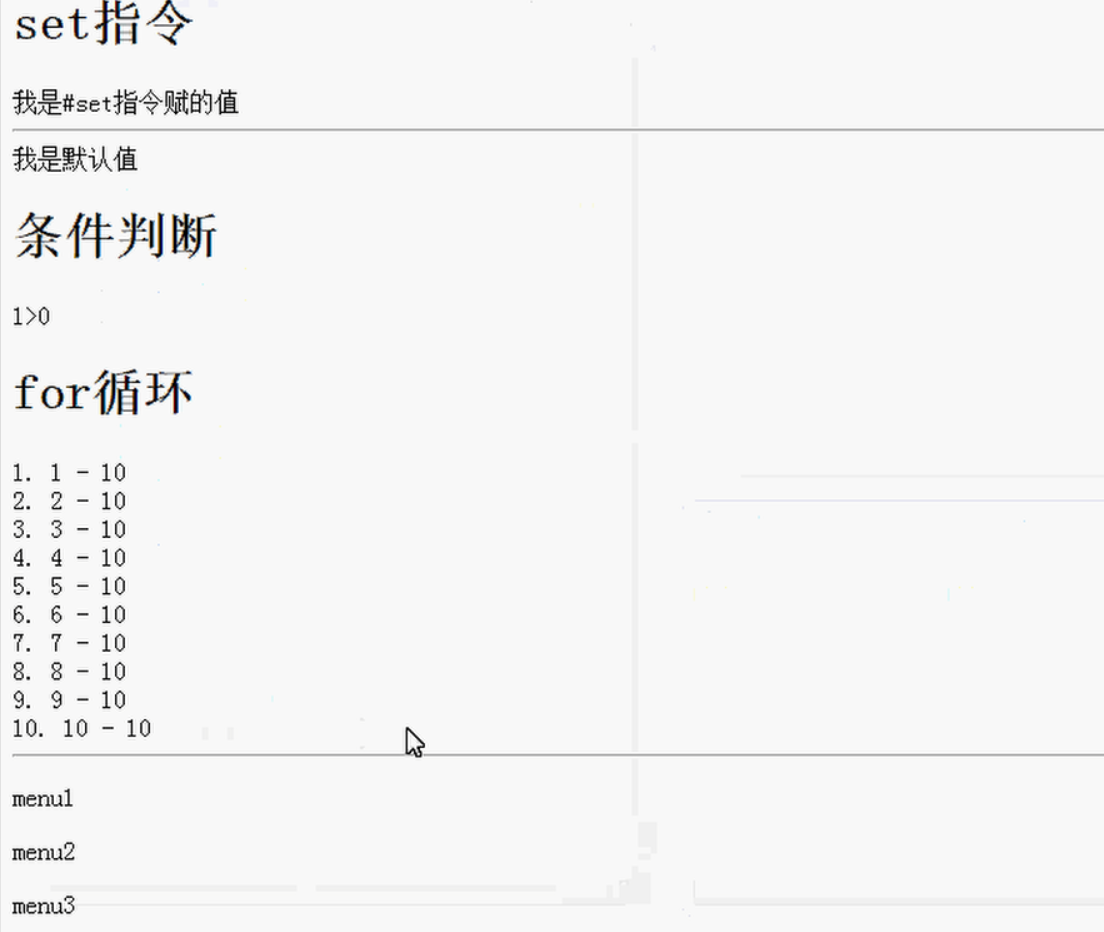 set指令
我是#set指令赋的值
我是默认值
条件判断
1>0
for循环
1. 1 - 10
2. 2 - 10
3. 3 - 10
4. 4 - 10
5. 5 - 10
6. 6 - 10
7. 7 - 10
8. 8 - 10
9. 9 - 10
10. 10 - 10
menu1
menu2
menu3